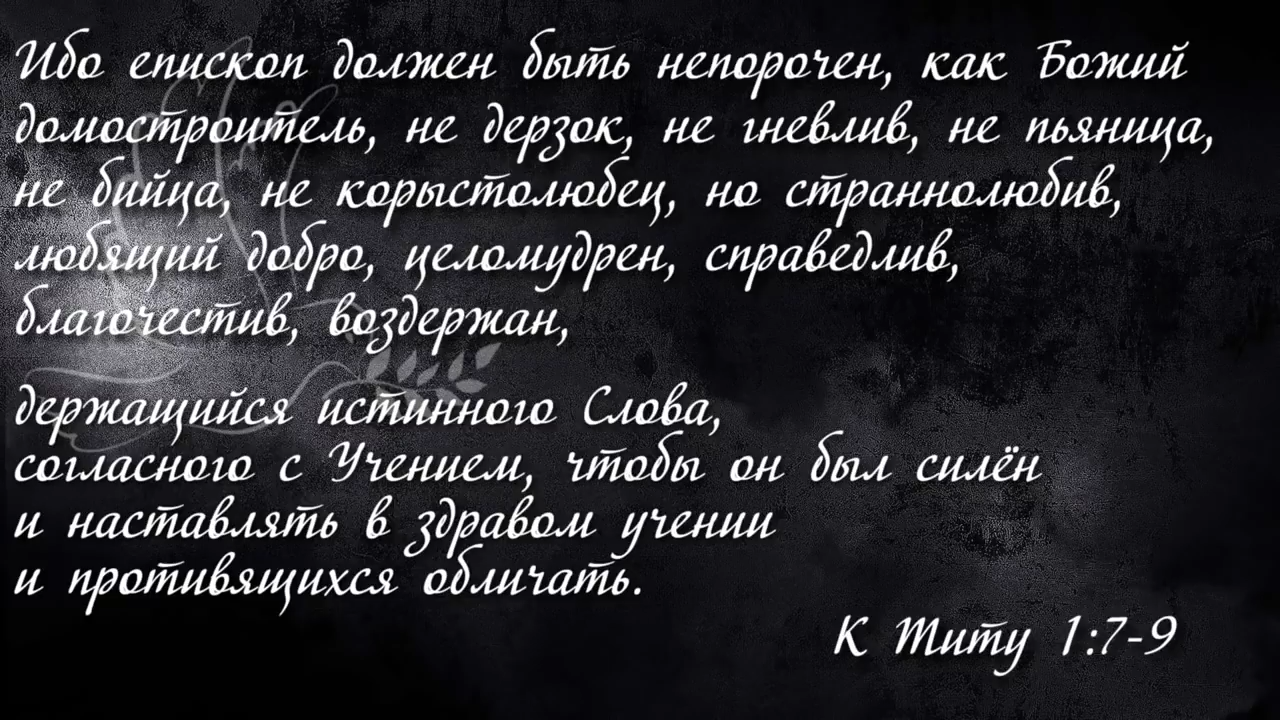 Ибо епископ должен быть непорочен, как Божий
домостроитель, не дерзок, не гневлив, не пьяница,
не бийца, не корыстолюбец, но страннолюбив,
любящий добро, целомудрен, справедлив,
благочестив, воздержан,
держащийся истинного Слова,
согласного с Учением, чтобы он был силён
и наставлять в здравом учении
и противящихся обличать.
К Титу 1:7-9